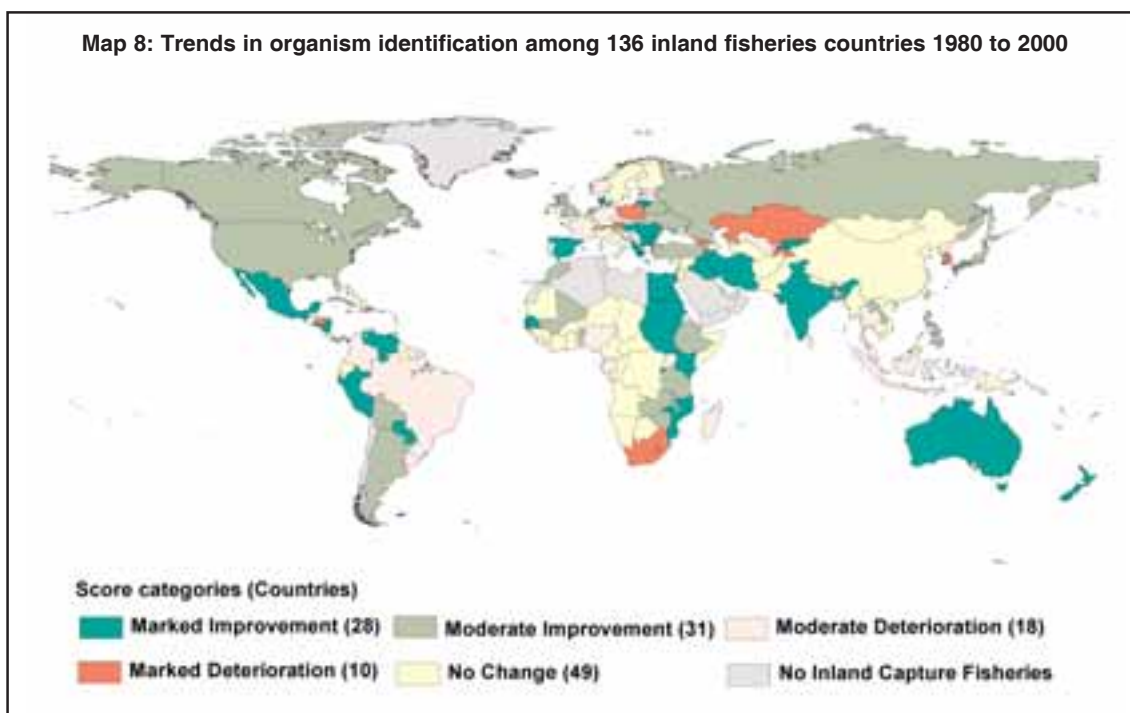 Map 8: Trends in organism identification among 136 inland fisheries countries 1980 to 2000
Score categories (Countries)
Marked Improvement (28) Moderate Improvement (31) Moderate Deterioration (18)
Marked Deterioration (10) No Change (49) No Inland Capture Fisheries